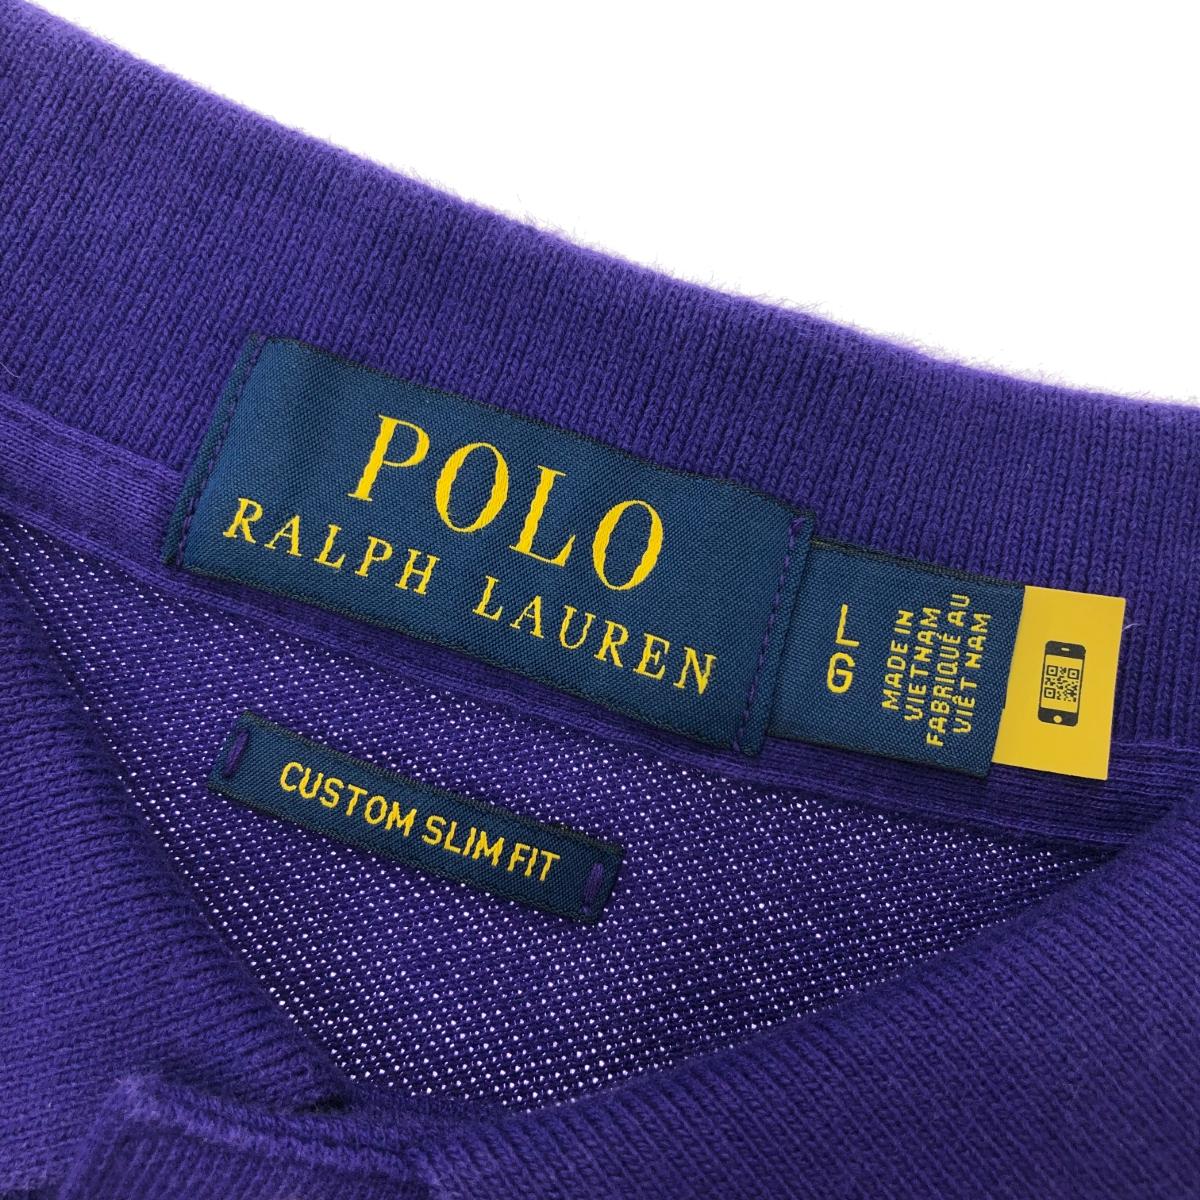 POLO
RALPH LAUREN
L
G
MADE IN
VIETNAM
FABRIQUÉ AU
VIÊT NAM
CUSTOM SLIM FIT